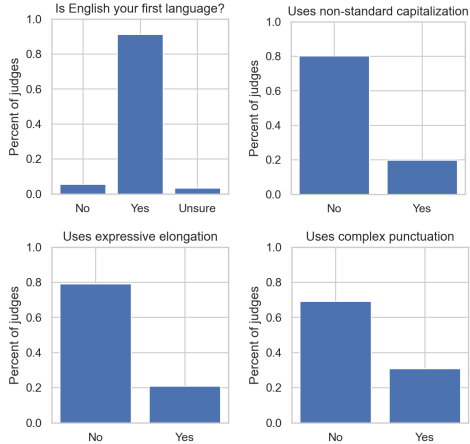 Is English your first language?
Percent of judges
1.0
0.8
0.6
0.4
0.2
0.0
No Yes Unsure
Uses non-standard capitalization
Percent of judges
1.0
0.8
0.6
0.4
0.2
0.0
No Yes
Uses expressive elongation
Percent of judges
1.0
0.8
0.6
0.4
0.2
0.0
No Yes
Uses complex punctuation
Percent of judges
1.0
0.8
0.6
0.4
0.2
0.0
No Yes